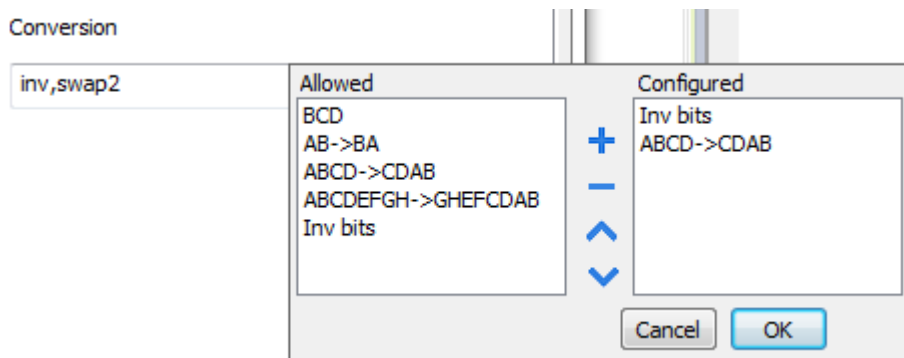 Conversion
inv,swap2
Allowed
BCD
AB->BA
ABCD->CDAB
ABCDEFGH->GHEFCDAB
Inv bits
Configured
Inv bits
ABCD->CDAB
Cancel
OK